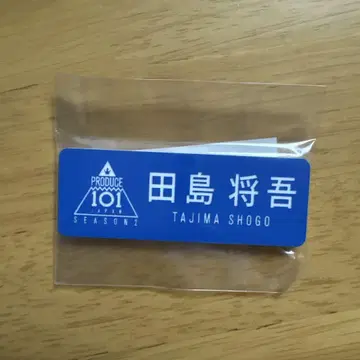 PRODUCE
101
JAPAN
SEASON2
田島 将吾
TAJIMA SHOGO